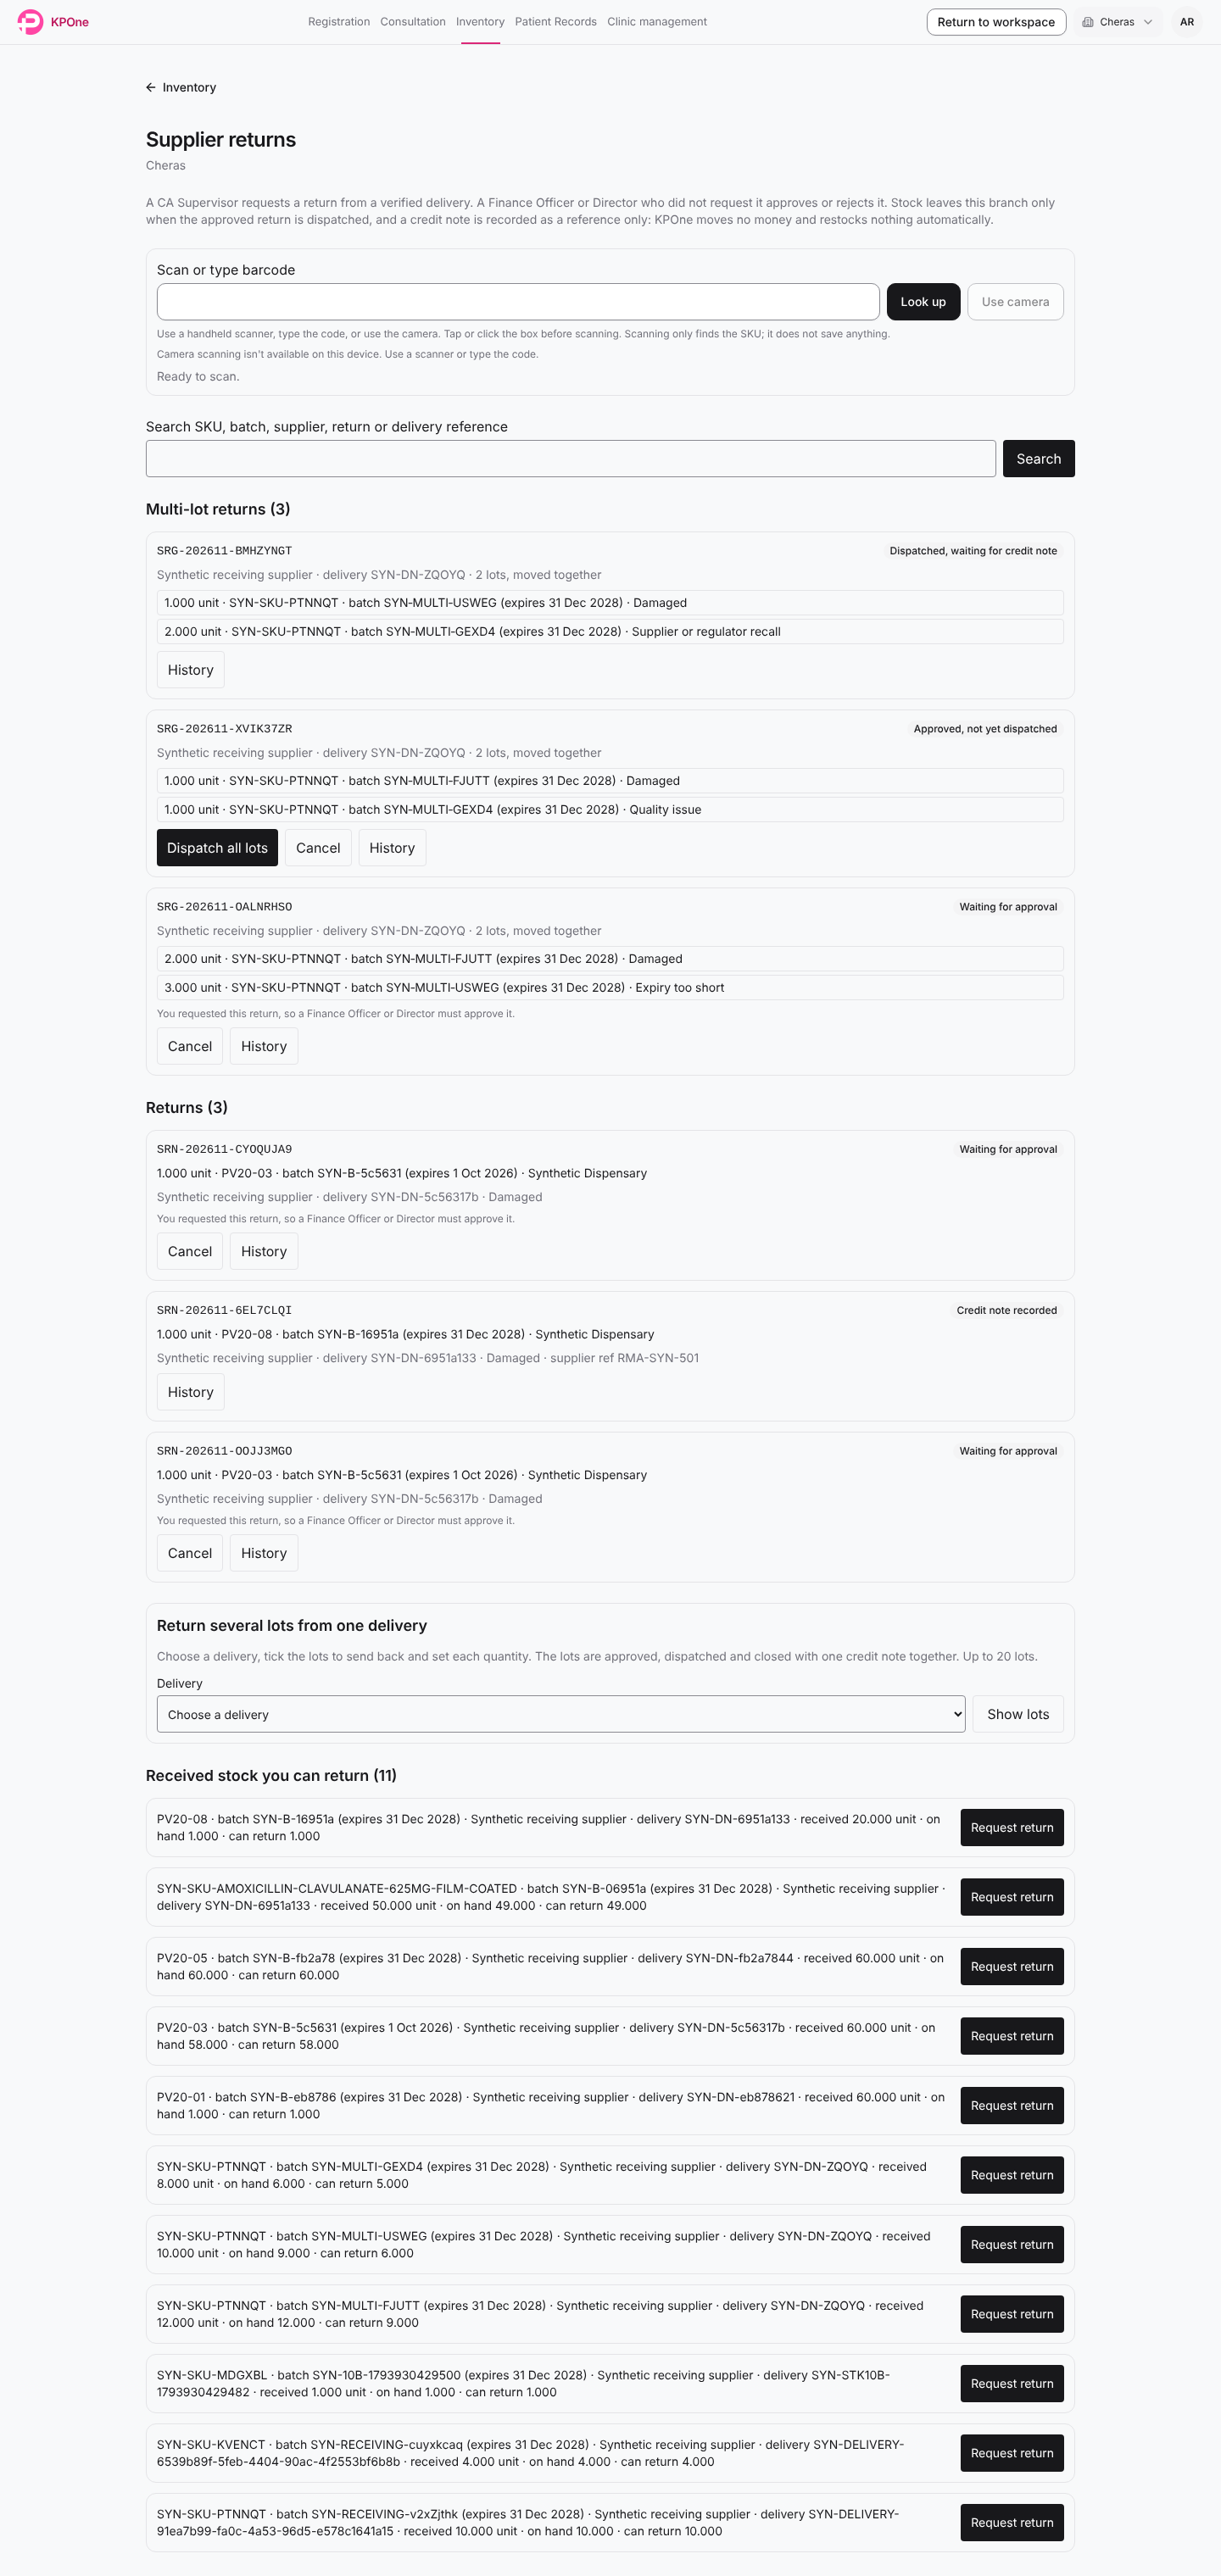 KPOne
Registration
Consultation
Inventory
Patient Records
Clinic management
Return to workspace
Cheras
AR
Inventory
Supplier returns
Cheras
A CA Supervisor requests a return from a verified delivery. A Finance Officer or Director who did not request it approves or rejects it. Stock leaves this branch only
when the approved return is dispatched, and a credit note is recorded as a reference only: KPOne moves no money and restocks nothing automatically.
Scan or type barcode
Look up
Use camera
Use a handheld scanner, type the code, or use the camera. Tap or click the box before scanning. Scanning only finds the SKU; it does not save anything.
Camera scanning isn't available on this device. Use a scanner or type the code.
Ready to scan.
Search SKU, batch, supplier, return or delivery reference
Search
Multi-lot returns (3)
SRG-202611-BMHZYNGT
Dispatched, waiting for credit note
Synthetic receiving supplier · delivery SYN-DN-ZQOYQ · 2 lots, moved together
1.000 unit · SYN-SKU-PTNNQT · batch SYN-MULTI-USWEG (expires 31 Dec 2028) · Damaged
2.000 unit · SYN-SKU-PTNNQT · batch SYN-MULTI-GEXD4 (expires 31 Dec 2028) · Supplier or regulator recall
History
SRG-202611-XVIK37ZR
Approved, not yet dispatched
Synthetic receiving supplier · delivery SYN-DN-ZQOYQ · 2 lots, moved together
1.000 unit · SYN-SKU-PTNNQT · batch SYN-MULTI-FJUTT (expires 31 Dec 2028) · Damaged
1.000 unit · SYN-SKU-PTNNQT · batch SYN-MULTI-GEXD4 (expires 31 Dec 2028) · Quality issue
Dispatch all lots
Cancel
History
SRG-202611-OALNRHSO
Waiting for approval
Synthetic receiving supplier · delivery SYN-DN-ZQOYQ · 2 lots, moved together
2.000 unit · SYN-SKU-PTNNQT · batch SYN-MULTI-FJUTT (expires 31 Dec 2028) · Damaged
3.000 unit · SYN-SKU-PTNNQT · batch SYN-MULTI-USWEG (expires 31 Dec 2028) · Expiry too short
You requested this return, so a Finance Officer or Director must approve it.
Cancel
History
Returns (3)
SRN-202611-CYOQUJA9
Waiting for approval
1.000 unit · PV20-03 · batch SYN-B-5c5631 (expires 1 Oct 2026) · Synthetic Dispensary
Synthetic receiving supplier · delivery SYN-DN-5c56317b · Damaged
You requested this return, so a Finance Officer or Director must approve it.
Cancel
History
SRN-202611-6EL7CLQI
Credit note recorded
1.000 unit · PV20-08 · batch SYN-B-16951a (expires 31 Dec 2028) · Synthetic Dispensary
Synthetic receiving supplier · delivery SYN-DN-6951a133 · Damaged · supplier ref RMA-SYN-501
History
SRN-202611-OOJJ3MGO
Waiting for approval
1.000 unit · PV20-03 · batch SYN-B-5c5631 (expires 1 Oct 2026) · Synthetic Dispensary
Synthetic receiving supplier · delivery SYN-DN-5c56317b · Damaged
You requested this return, so a Finance Officer or Director must approve it.
Cancel
History
Return several lots from one delivery
Choose a delivery, tick the lots to send back and set each quantity. The lots are approved, dispatched and closed with one credit note together. Up to 20 lots.
Delivery
Choose a delivery
Show lots
Received stock you can return (11)
PV20-08 · batch SYN-B-16951a (expires 31 Dec 2028) · Synthetic receiving supplier · delivery SYN-DN-6951a133 · received 20.000 unit · on
hand 1.000 · can return 1.000
Request return
SYN-SKU-AMOXICILLIN-CLAVULANATE-625MG-FILM-COATED · batch SYN-B-06951a (expires 31 Dec 2028) · Synthetic receiving supplier ·
delivery SYN-DN-6951a133 · received 50.000 unit · on hand 49.000 · can return 49.000
Request return
PV20-05 · batch SYN-B-fb2a78 (expires 31 Dec 2028) · Synthetic receiving supplier · delivery SYN-DN-fb2a7844 · received 60.000 unit · on
hand 60.000 · can return 60.000
Request return
PV20-03 · batch SYN-B-5c5631 (expires 1 Oct 2026) · Synthetic receiving supplier · delivery SYN-DN-5c56317b · received 60.000 unit · on
hand 58.000 · can return 58.000
Request return
PV20-01 · batch SYN-B-eb8786 (expires 31 Dec 2028) · Synthetic receiving supplier · delivery SYN-DN-eb878621 · received 60.000 unit · on
hand 1.000 · can return 1.000
Request return
SYN-SKU-PTNNQT · batch SYN-MULTI-GEXD4 (expires 31 Dec 2028) · Synthetic receiving supplier · delivery SYN-DN-ZQOYQ · received
8.000 unit · on hand 6.000 · can return 5.000
Request return
SYN-SKU-PTNNQT · batch SYN-MULTI-USWEG (expires 31 Dec 2028) · Synthetic receiving supplier · delivery SYN-DN-ZQOYQ · received
10.000 unit · on hand 9.000 · can return 6.000
Request return
SYN-SKU-PTNNQT · batch SYN-MULTI-FJUTT (expires 31 Dec 2028) · Synthetic receiving supplier · delivery SYN-DN-ZQOYQ · received
12.000 unit · on hand 12.000 · can return 9.000
Request return
SYN-SKU-MDGXBL · batch SYN-10B-1793930429500 (expires 31 Dec 2028) · Synthetic receiving supplier · delivery SYN-STK10B-
1793930429482 · received 1.000 unit · on hand 1.000 · can return 1.000
Request return
SYN-SKU-KVENCT · batch SYN-RECEIVING-cuyxkcaq (expires 31 Dec 2028) · Synthetic receiving supplier · delivery SYN-DELIVERY-
6539b89f-5feb-4404-90ac-4f2553bf6b8b · received 4.000 unit · on hand 4.000 · can return 4.000
Request return
SYN-SKU-PTNNQT · batch SYN-RECEIVING-v2xZjthk (expires 31 Dec 2028) · Synthetic receiving supplier · delivery SYN-DELIVERY-
91ea7b99-fa0c-4a53-96d5-e578c1641a15 · received 10.000 unit · on hand 10.000 · can return 10.000
Request return